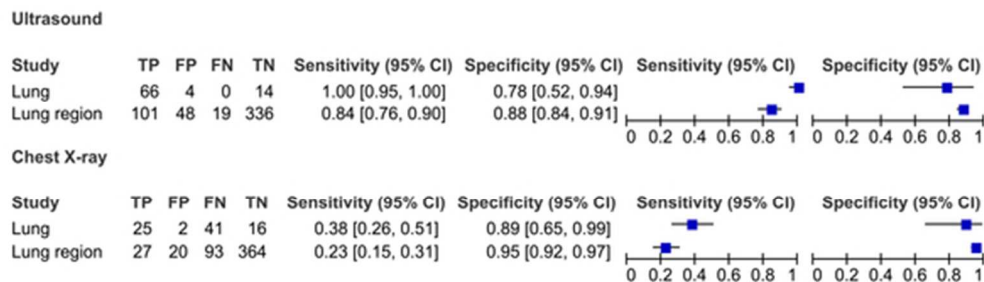 Ultrasound
Study TP FP FN TN Sensitivity (95% CI) Specificity (95% CI) Sensitivity (95% CI) Specificity (95% CI)
Lung 66 4 0 14 1.00 [0.95, 1.00] 0.78 [0.52, 0.94]
Lung region 101 48 19 336 0.84 [0.76, 0.90] 0.88 [0.84, 0.91]
0 0.2 0.4 0.6 0.8 1 0 0.2 0.4 0.6 0.8 1
Chest X-ray
Study TP FP FN TN Sensitivity (95% CI) Specificity (95% CI) Sensitivity (95% CI) Specificity (95% CI)
Lung 25 2 41 16 0.38 [0.26, 0.51] 0.89 [0.65, 0.99]
Lung region 27 20 93 364 0.23 [0.15, 0.31] 0.95 [0.92, 0.97]
0 0.2 0.4 0.6 0.8 1 0 0.2 0.4 0.6 0.8 1